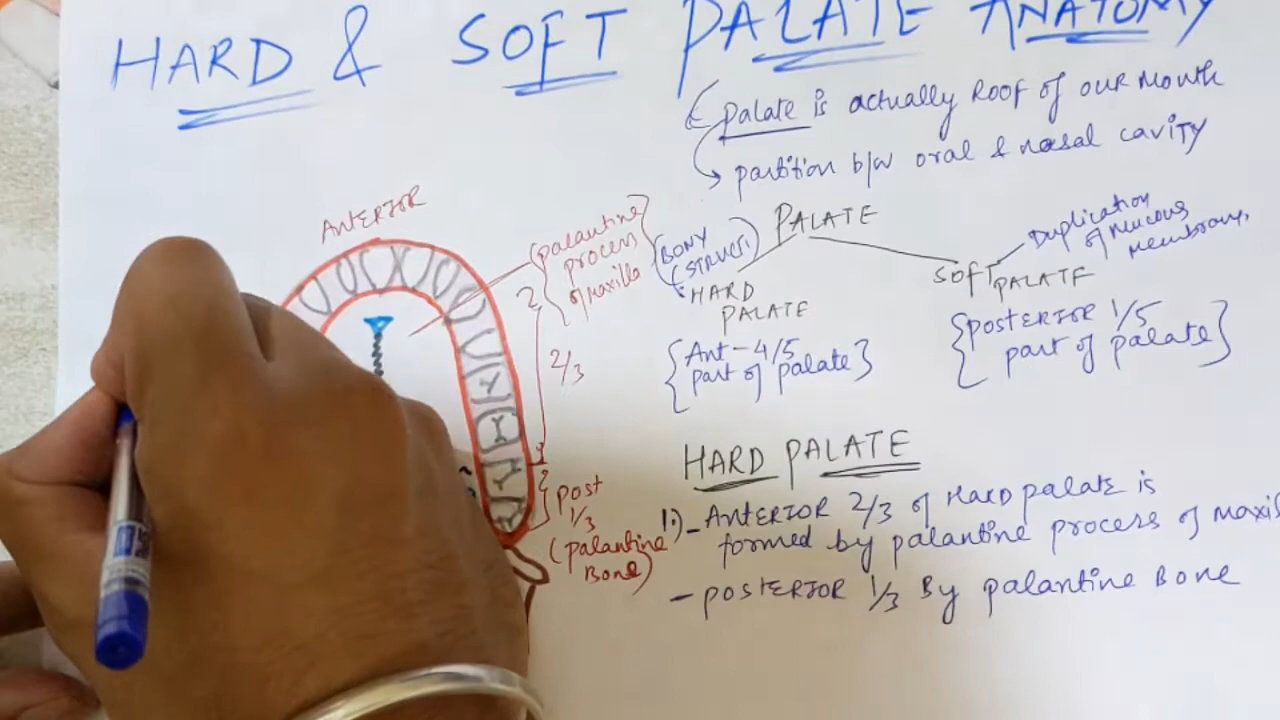 HARD & SOFT PALATE ANATOMY
palate is actually Roof of our Mouth
partition b/w oral & nasal cavity
ANTERIOR
(palantine
process
of Maxilla
2/3
Post
1/3
(palantine
Bone)
PALATE
(BONY
STRUCT.)
HARD
PALATE
{Ant - 4/5
part of palate}
Duplication
of Mucous
Membrane,
SOFT PALATE
{POSTERIOR 1/5
part of palate}
HARD PALATE
1.) - ANTERIOR 2/3 of HARD palate is
formed by palantine process of maxil
- POSTERIOR 1/3 By palantine Bone